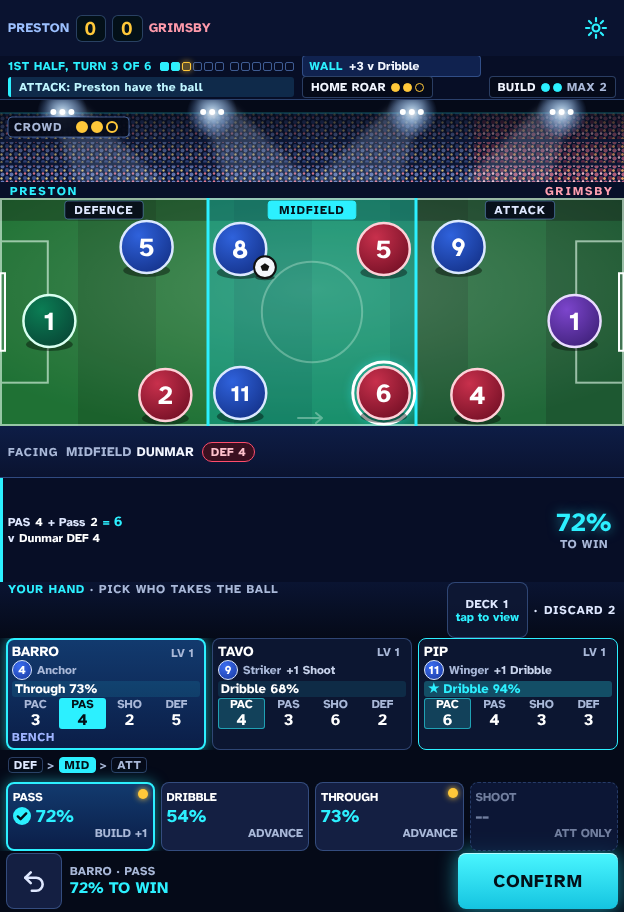 PRESTON 0 0 GRIMSBY
1ST HALF, TURN 3 OF 6
WALL +3 v Dribble
ATTACK: Preston have the ball
HOME ROAR
BUILD MAX 2
CROWD
PRESTON
GRIMSBY
DEFENCE
MIDFIELD
ATTACK
5
8
5
9
1
1
2
11
6
4
FACING MIDFIELD DUNMAR DEF 4
PAS 4 + Pass 2 = 6
v Dunmar DEF 4
72%
TO WIN
YOUR HAND · PICK WHO TAKES THE BALL
DECK 1
tap to view
· DISCARD 2
BARRO LV 1
4 Anchor
Through 73%
PAC PAS SHO DEF
3 4 2 5
BENCH
TAVO LV 1
9 Striker +1 Shoot
Dribble 68%
PAC PAS SHO DEF
4 3 6 2
PIP LV 1
11 Winger +1 Dribble
★ Dribble 94%
PAC PAS SHO DEF
6 4 3 3
DEF > MID > ATT
PASS
72%
BUILD +1
DRIBBLE
54%
ADVANCE
THROUGH
73%
ADVANCE
SHOOT
--
ATT ONLY
BARRO · PASS
72% TO WIN
CONFIRM